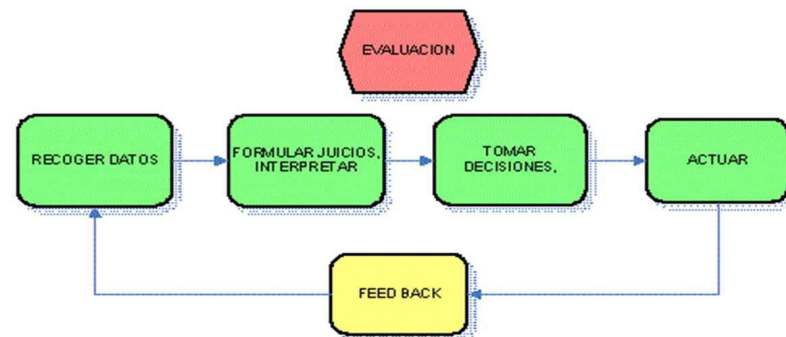 EVALUACION
RECOGER DATOS
FORMULAR JUICIOS,
INTERPRETAR
TOMAR
DECISIONES,
ACTUAR
FEED BACK